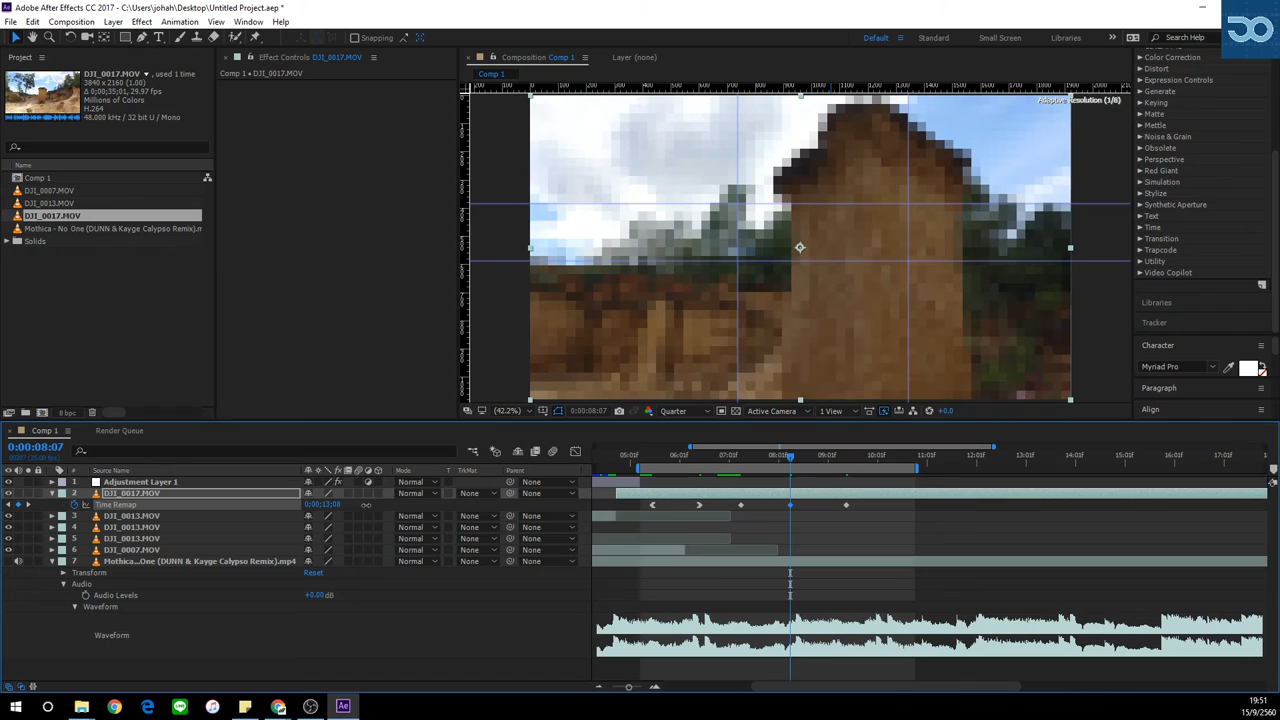 Adobe After Effects CC 2017 - C:\Users\johah\Desktop\Untitled Project.aep *
File Edit Composition Layer Effect Animation View Window Help
Snapping
Default Standard Small Screen Libraries Search Help
Project
Effect Controls DJI_0017.MOV
Composition Comp 1
Layer (none)
Comp 1 • DJI_0017.MOV
Comp 1
DJI_0017.MOV , used 1 time
3840 x 2160 (1.00)
0;00;35;01, 29.97 fps
Millions of Colors
H.264
48.000 kHz / 32 bit U / Mono
Adaptive Resolution (1/8)
Name
Comp 1
DJI_0007.MOV
DJI_0013.MOV
DJI_0017.MOV
Mothica - No One (DUNN & Kayge Calypso Remix).m
Solids
Color Correction
Distort
Expression Controls
Generate
Keying
Matte
Mettle
Noise & Grain
Obsolete
Perspective
Red Giant
Simulation
Stylize
Synthetic Aperture
Text
Time
Transition
Trapcode
Utility
Video Copilot
Libraries
Tracker
Character
Myriad Pro
Paragraph
Align
8 bpc
(42.2%) 0:00:08:07 Quarter Active Camera 1 View +0.0
Comp 1
Render Queue
0:00:08:07
05:01f 06:01f 07:01f 08:01f 09:01f 10:01f 11:01f 12:01f 13:01f 14:01f 15:01f 16:01f 17:01f
# Source Name Mode T TrkMat Parent
1 Adjustment Layer 1 Normal None
2 DJI_0017.MOV Normal None None
Time Remap 0;00;13;08
3 DJI_0013.MOV Normal None None
4 DJI_0013.MOV Normal None None
5 DJI_0013.MOV Normal None None
6 DJI_0007.MOV Normal None None
7 Mothica...One (DUNN & Kayge Calypso Remix).mp4 Normal None None
Transform Reset
Audio
Audio Levels +0.00 dB
Waveform
Waveform
19:51
15/9/2560